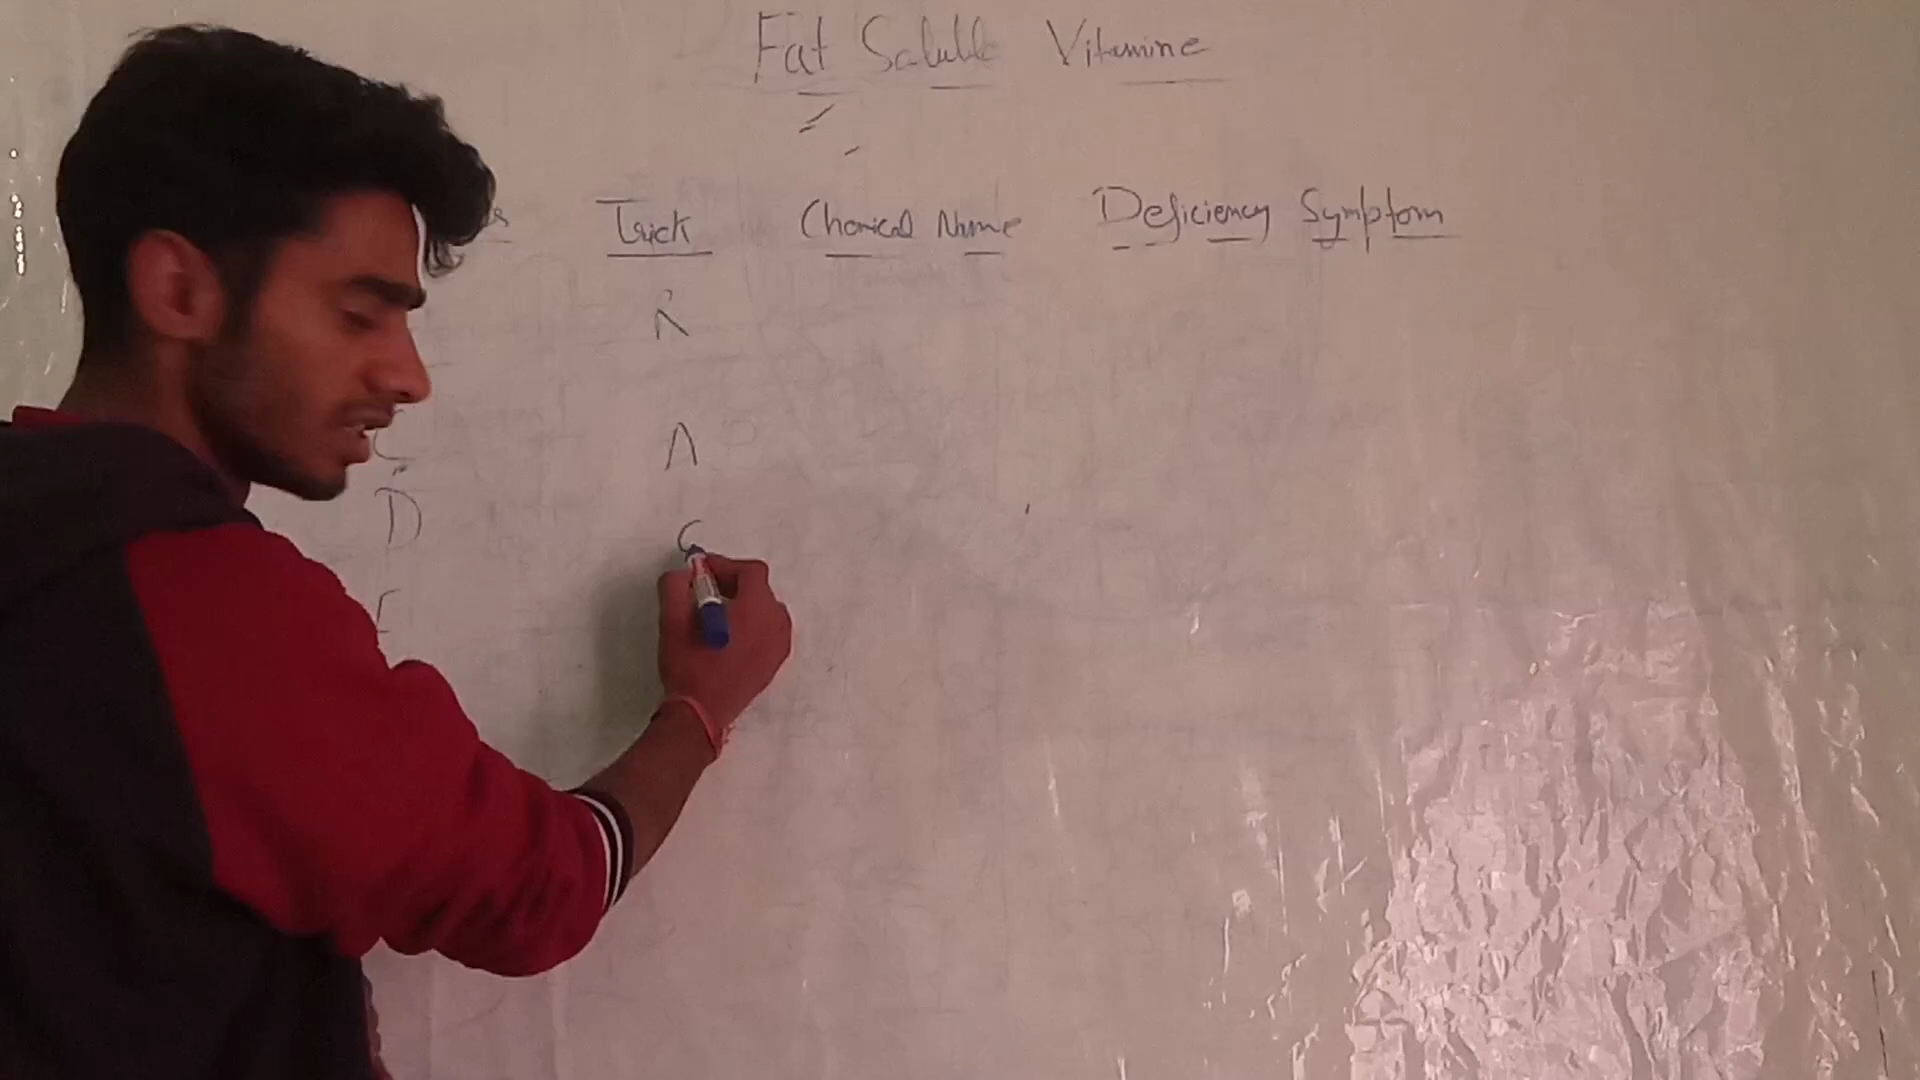 Fat Soluble Vitamine
Trick Chemical Name Deficiency Symptom
R
A
D
C